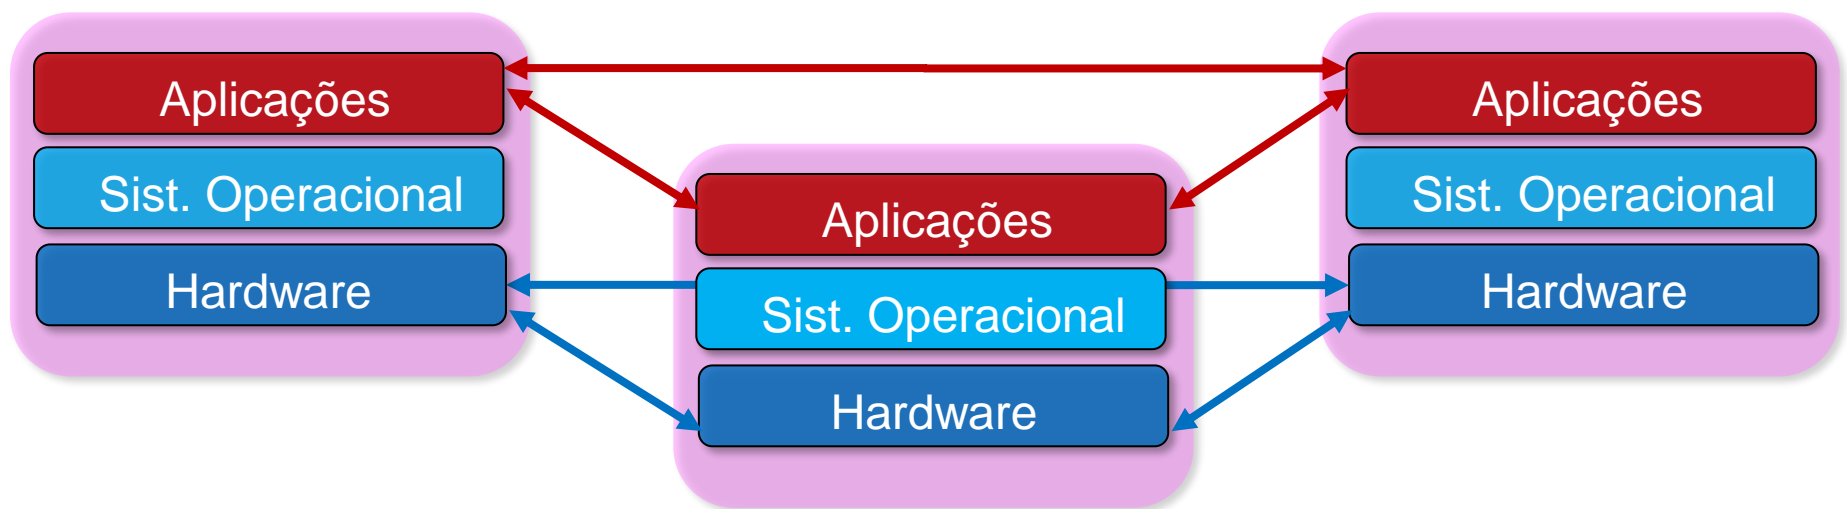 Aplicações
Sist. Operacional
Hardware
Aplicações
Sist. Operacional
Hardware
Aplicações
Sist. Operacional
Hardware